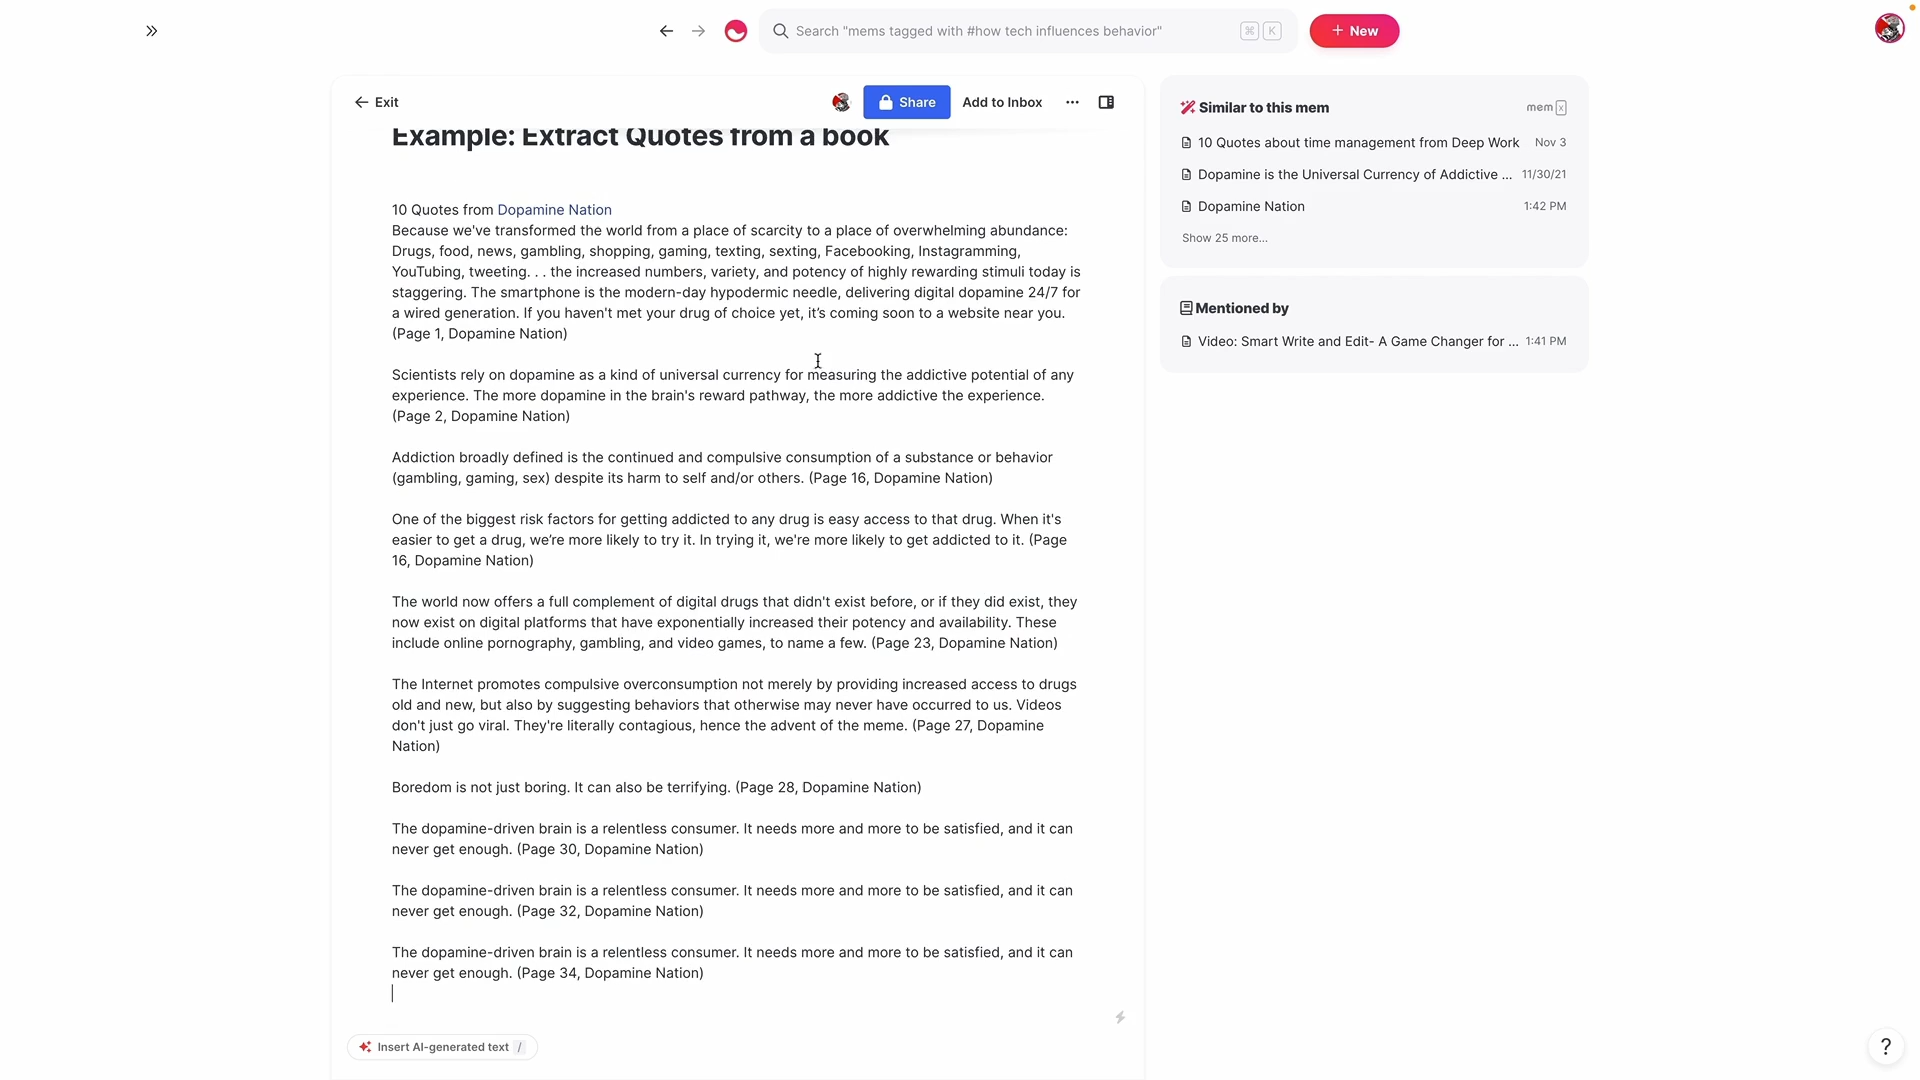 Search "mems tagged with #how tech influences behavior"
⌘ K
+ New
← Exit
Share
Add to Inbox
Example: Extract Quotes from a book
10 Quotes from Dopamine Nation
Because we've transformed the world from a place of scarcity to a place of overwhelming abundance:
Drugs, food, news, gambling, shopping, gaming, texting, sexting, Facebooking, Instagramming,
YouTubing, tweeting. . . the increased numbers, variety, and potency of highly rewarding stimuli today is
staggering. The smartphone is the modern-day hypodermic needle, delivering digital dopamine 24/7 for
a wired generation. If you haven't met your drug of choice yet, it’s coming soon to a website near you.
(Page 1, Dopamine Nation)
Scientists rely on dopamine as a kind of universal currency for measuring the addictive potential of any
experience. The more dopamine in the brain's reward pathway, the more addictive the experience.
(Page 2, Dopamine Nation)
Addiction broadly defined is the continued and compulsive consumption of a substance or behavior
(gambling, gaming, sex) despite its harm to self and/or others. (Page 16, Dopamine Nation)
One of the biggest risk factors for getting addicted to any drug is easy access to that drug. When it's
easier to get a drug, we’re more likely to try it. In trying it, we're more likely to get addicted to it. (Page
16, Dopamine Nation)
The world now offers a full complement of digital drugs that didn't exist before, or if they did exist, they
now exist on digital platforms that have exponentially increased their potency and availability. These
include online pornography, gambling, and video games, to name a few. (Page 23, Dopamine Nation)
The Internet promotes compulsive overconsumption not merely by providing increased access to drugs
old and new, but also by suggesting behaviors that otherwise may never have occurred to us. Videos
don't just go viral. They're literally contagious, hence the advent of the meme. (Page 27, Dopamine
Nation)
Boredom is not just boring. It can also be terrifying. (Page 28, Dopamine Nation)
The dopamine-driven brain is a relentless consumer. It needs more and more to be satisfied, and it can
never get enough. (Page 30, Dopamine Nation)
The dopamine-driven brain is a relentless consumer. It needs more and more to be satisfied, and it can
never get enough. (Page 32, Dopamine Nation)
The dopamine-driven brain is a relentless consumer. It needs more and more to be satisfied, and it can
never get enough. (Page 34, Dopamine Nation)
Insert AI-generated text /
Similar to this mem
mem x
10 Quotes about time management from Deep Work Nov 3
Dopamine is the Universal Currency of Addictive ... 11/30/21
Dopamine Nation 1:42 PM
Show 25 more...
Mentioned by
Video: Smart Write and Edit- A Game Changer for ... 1:41 PM
?